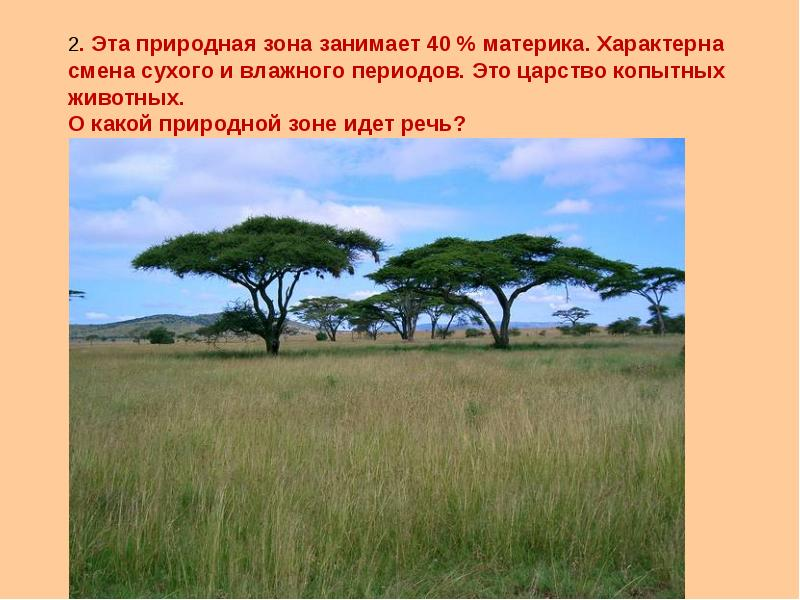 2. Эта природная зона занимает 40 % материка. Характерна
смена сухого и влажного периодов. Это царство копытных
животных.
О какой природной зоне идет речь?